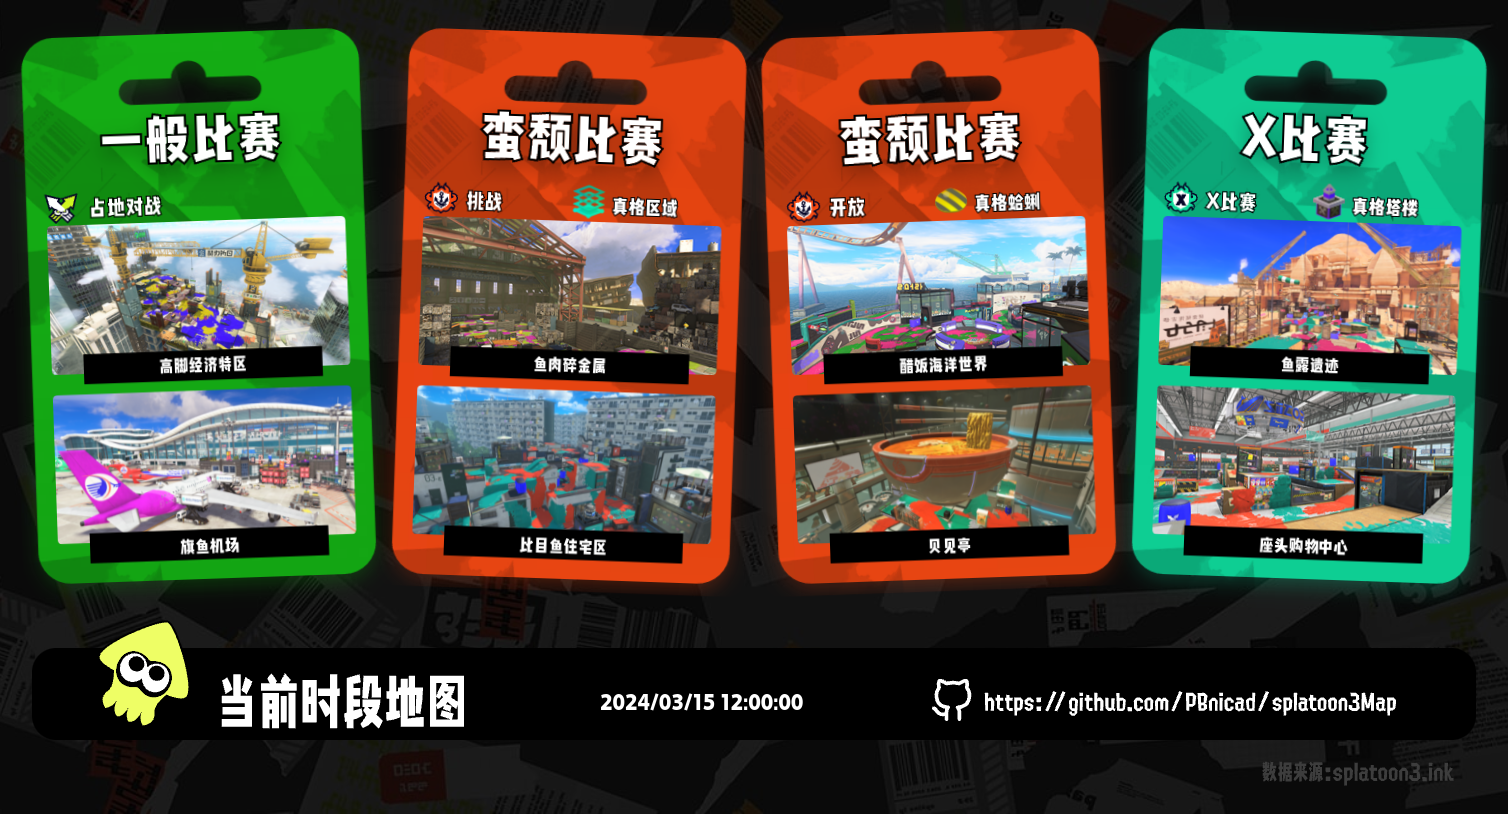 一般比赛
占地对战
高脚经济特区
旗鱼机场
蛮颓比赛
挑战
真格区域
鱼肉碎金属
比目鱼住宅区
蛮颓比赛
开放
真格蛤蜊
醋饭海洋世界
贝见亭
X比赛
X比赛
真格塔楼
鱼露遗迹
座头购物中心
当前时段地图
2024/03/15 12:00:00
https://github.com/PBnicad/splatoon3Map
数据来源:splatoon3.ink